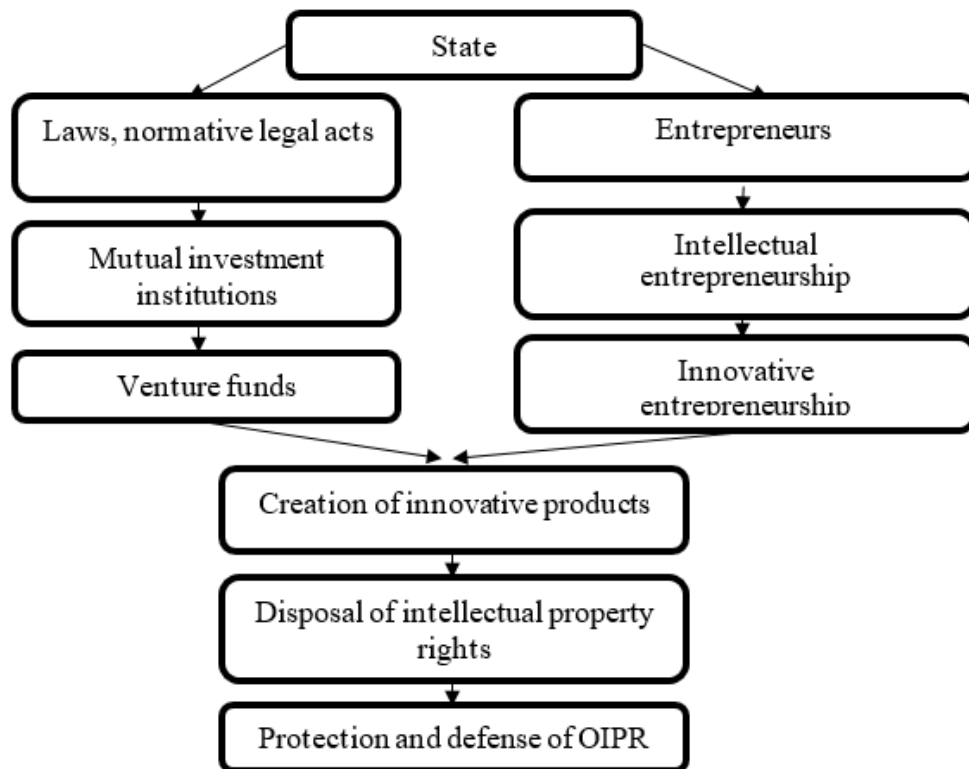 State
Laws, normative legal acts
Entrepreneurs
Mutual investment
institutions
Intellectual
entrepreneurship
Venture funds
Innovative
entrepreneurship
Creation of innovative products
Disposal of intellectual property
rights
Protection and defense of OIPR